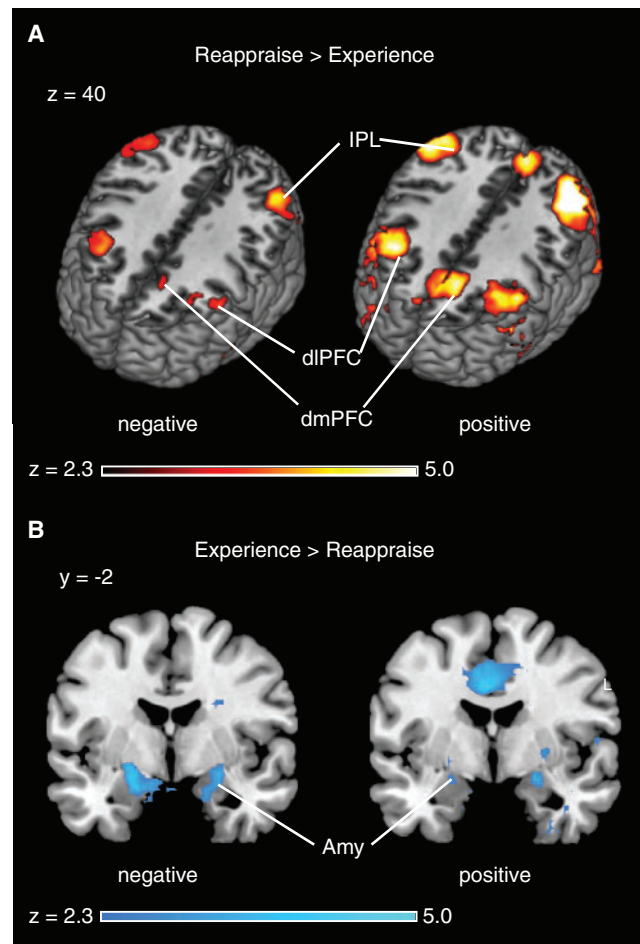 A
Reappraise > Experience
z = 40
IPL
dlPFC
dmPFC
negative
positive
z = 2.3
5.0
B
Experience > Reappraise
y = -2
L
Amy
negative
positive
z = 2.3
5.0